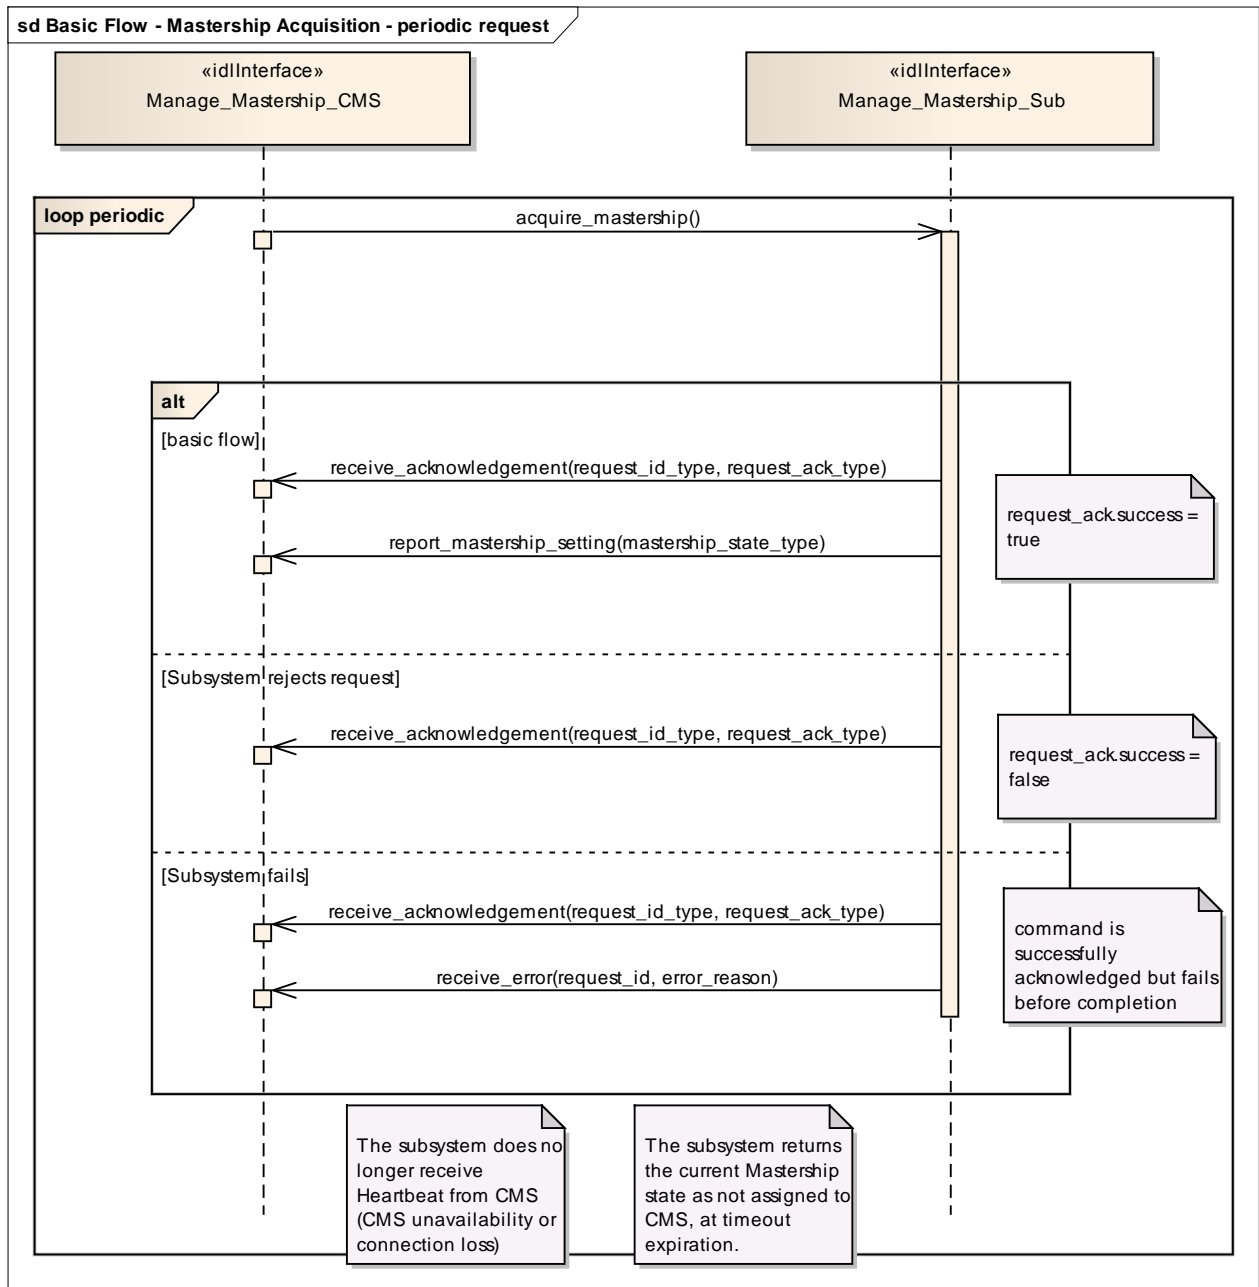 sd Basic Flow - Mastership Acquisition - periodic request
«idlInterface»
Manage_Mastership_CMS
«idlInterface»
Manage_Mastership_Sub
loop periodic
acquire_mastership()
alt
[basic flow]
receive_acknowledgement(request_id_type, request_ack_type)
request_ack.success =
true
report_mastership_setting(mastership_state_type)
[Subsystem rejects request]
receive_acknowledgement(request_id_type, request_ack_type)
request_ack.success =
false
[Subsystem fails]
receive_acknowledgement(request_id_type, request_ack_type)
command is
successfully
acknowledged but fails
before completion
receive_error(request_id, error_reason)
The subsystem does no
longer receive
Heartbeat from CMS
(CMS unavailability or
connection loss)
The subsystem returns
the current Mastership
state as not assigned to
CMS, at timeout
expiration.